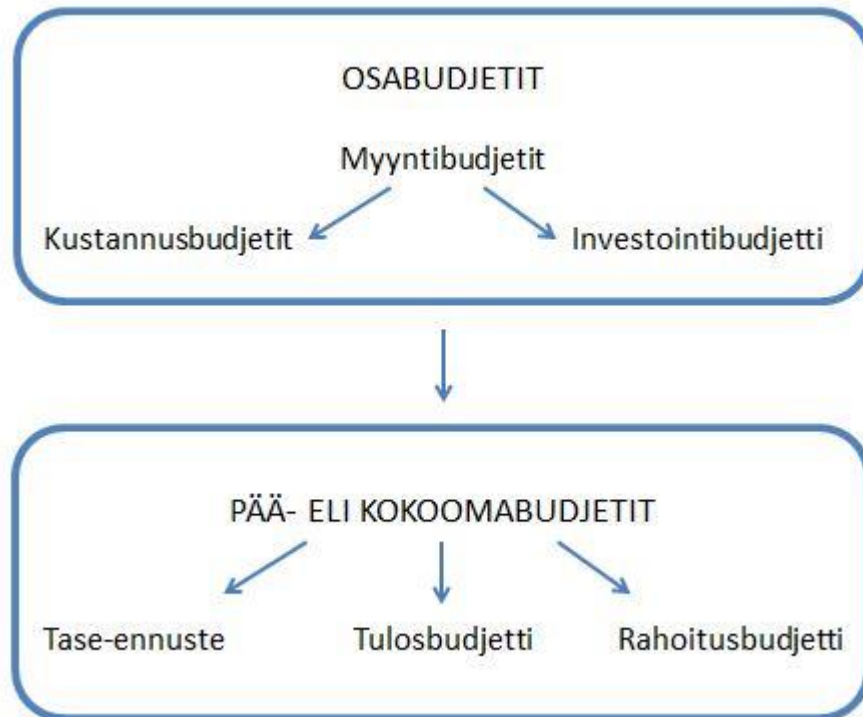 OSABUDJETIT
Myyntibudjetit
Kustannusbudjetit
Investointibudjetti
PÄÄ- ELI KOKOOMABUDJETIT
Tase-ennuste
Tulosbudjetti
Rahoitusbudjetti